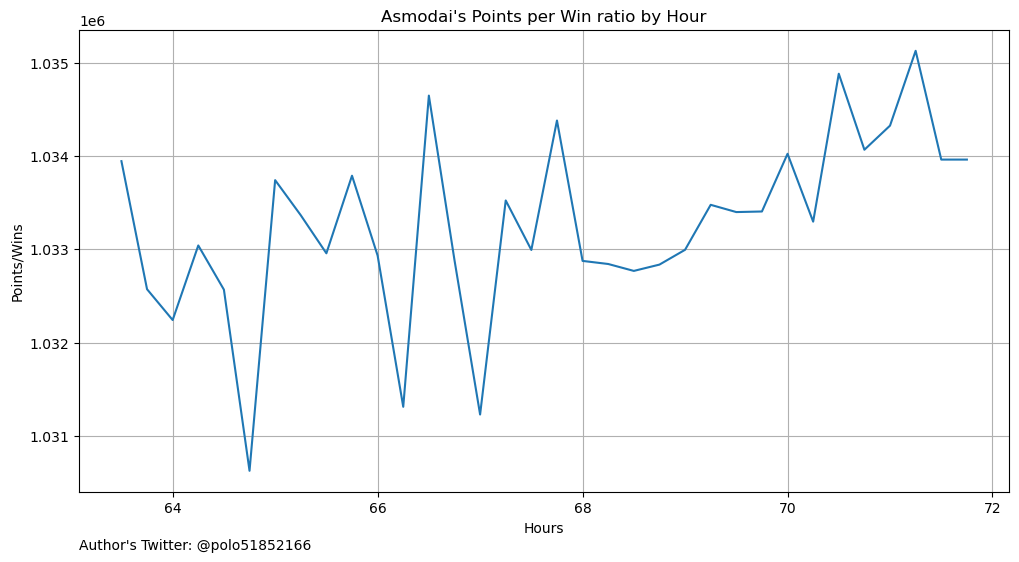 Asmodai's Points per Win ratio by Hour
1e6
1.035
1.034
1.033
1.032
1.031
Points/Wins
64 66 68 70 72
Hours
Author's Twitter: @polo51852166